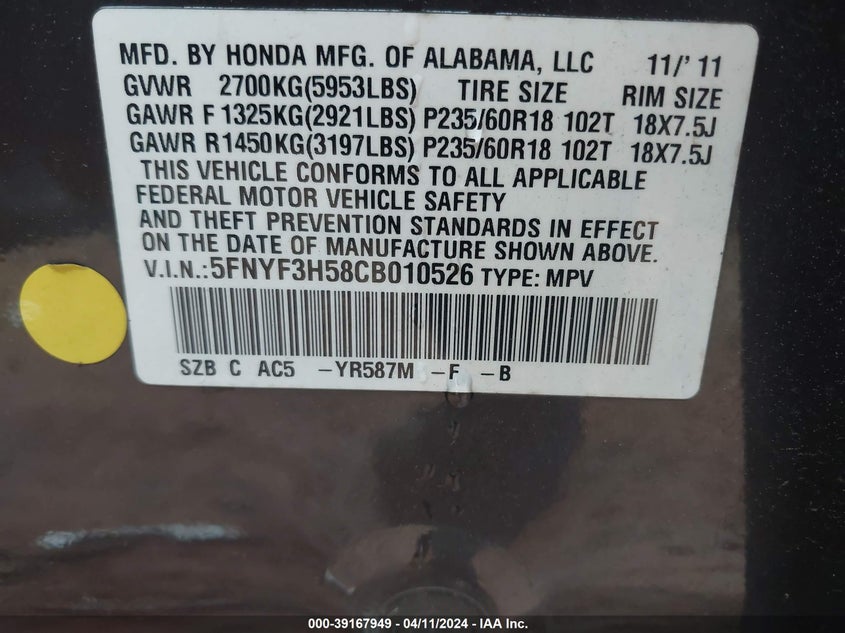 MFD. BY HONDA MFG. OF ALABAMA, LLC 11/' 11
GVWR 2700KG(5953LBS) TIRE SIZE RIM SIZE
GAWR F 1325KG(2921LBS) P235/60R18 102T 18X7.5J
GAWR R1450KG(3197LBS) P235/60R18 102T 18X7.5J
THIS VEHICLE CONFORMS TO ALL APPLICABLE
FEDERAL MOTOR VEHICLE SAFETY
AND THEFT PREVENTION STANDARDS IN EFFECT
ON THE DATE OF MANUFACTURE SHOWN ABOVE.
V.I.N.:5FNYF3H58CB010526 TYPE: MPV
SZB C AC5 -YR587M -F -B
000-39167949 - 04/11/2024 - IAA Inc.